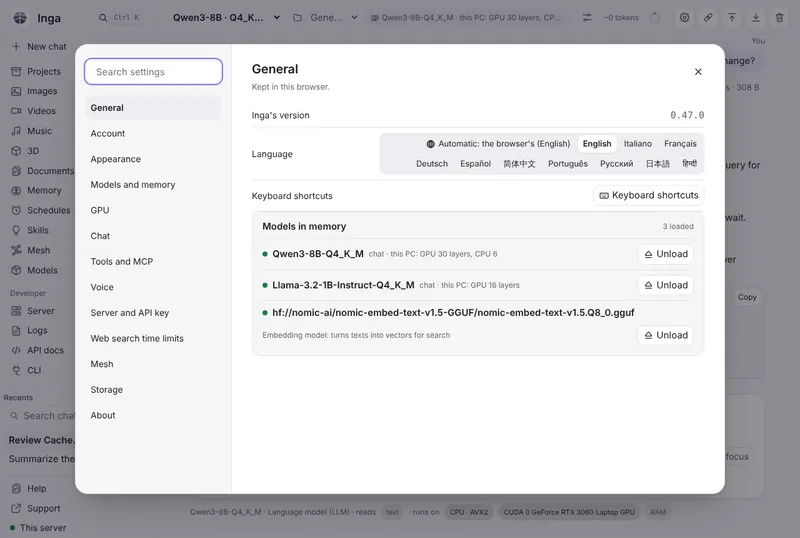 Inga
Ctrl K
Qwen3-8B · Q4_K...
Gene...
Qwen3-8B-Q4_K_M · this PC: GPU 30 layers, CP...
~0 tokens
New chat
Projects
Images
Videos
Music
3D
Documents
Memory
Schedules
Skills
Mesh
Models
Developer
Server
Logs
API docs
CLI
Recents
Search chat
Review Cache.
Summarize the
Help
Support
This server
Search settings
General
Account
Appearance
Models and memory
GPU
Chat
Tools and MCP
Voice
Server and API key
Web search time limits
Mesh
Storage
About
General
Kept in this browser.
Inga's version
0.47.0
Language
Automatic: the browser's (English) English Italiano Français
Deutsch Español 简体中文 Português Русский 日本語 हिन्दी
Keyboard shortcuts
Keyboard shortcuts
Models in memory
3 loaded
Qwen3-8B-Q4_K_M chat · this PC: GPU 30 layers, CPU 6
Unload
Llama-3.2-1B-Instruct-Q4_K_M chat · this PC: GPU 16 layers
Unload
hf://nomic-ai/nomic-embed-text-v1.5-GGUF/nomic-embed-text-v1.5.Q8_0.gguf
Embedding model: turns texts into vectors for search
Unload
You
hange?
s · 308 B
uery for
wait.
ver
Copy
focus
Qwen3-8B-Q4_K_M · Language model (LLM) · reads text · runs on CPU · AVX2 CUDA 0 GeForce RTX 3060 Laptop GPU RAM